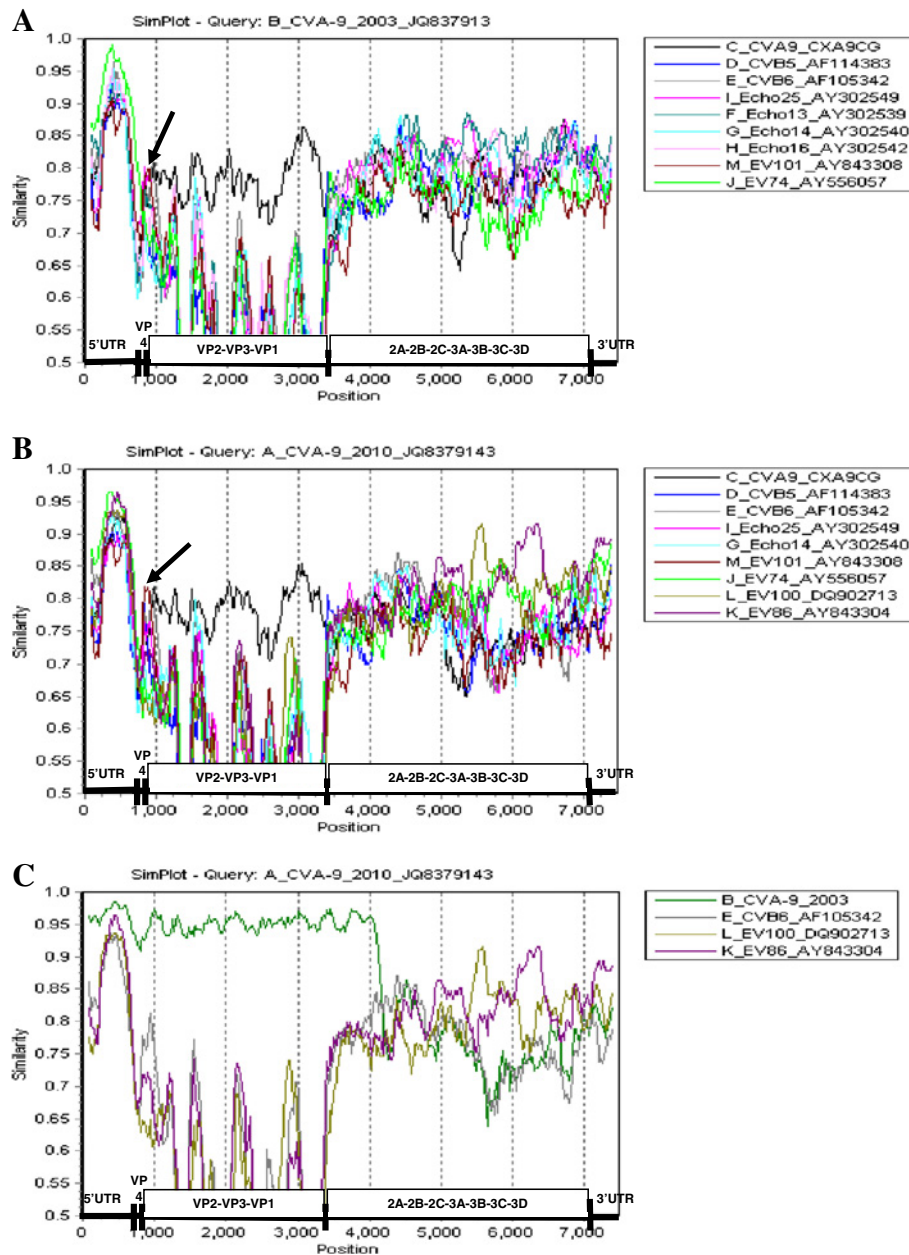 A
SimPlot - Query: B_CVA-9_2003_JQ837913
1.0
0.95
0.9
0.85
0.8
0.75
0.7
0.65
0.6
0.55
0.5
Similarity
5'UTR
VP
4
VP2-VP3-VP1
2A-2B-2C-3A-3B-3C-3D
3'UTR
0 1,000 2,000 3,000 4,000 5,000 6,000 7,000
Position
C_CVA9_CXA9CG
D_CVB5_AF114383
E_CVB6_AF105342
I_Echo25_AY302549
F_Echo13_AY302539
G_Echo14_AY302540
H_Echo16_AY302542
M_EV101_AY843308
J_EV74_AY556057
B
SimPlot - Query: A_CVA-9_2010_JQ8379143
1.0
0.95
0.9
0.85
0.8
0.75
0.7
0.65
0.6
0.55
0.5
Similarity
5'UTR
VP
4
VP2-VP3-VP1
2A-2B-2C-3A-3B-3C-3D
3'UTR
0 1,000 2,000 3,000 4,000 5,000 6,000 7,000
Position
C_CVA9_CXA9CG
D_CVB5_AF114383
E_CVB6_AF105342
I_Echo25_AY302549
G_Echo14_AY302540
M_EV101_AY843308
J_EV74_AY556057
L_EV100_DQ902713
K_EV86_AY843304
C
SimPlot - Query: A_CVA-9_2010_JQ8379143
1.0
0.95
0.9
0.85
0.8
0.75
0.7
0.65
0.6
0.55
0.5
Similarity
5'UTR
VP
4
VP2-VP3-VP1
2A-2B-2C-3A-3B-3C-3D
3'UTR
0 1,000 2,000 3,000 4,000 5,000 6,000 7,000
Position
B_CVA-9_2003
E_CVB6_AF105342
L_EV100_DQ902713
K_EV86_AY843304